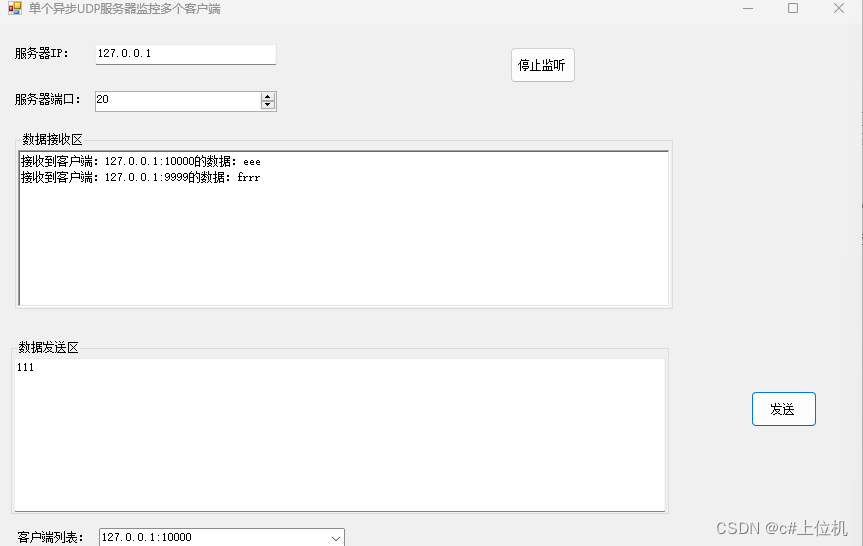 单个异步UDP服务器监控多个客户端
服务器IP: 127.0.0.1
停止监听
服务器端口: 20
数据接收区
接收到客户端: 127.0.0.1:10000的数据: eee
接收到客户端: 127.0.0.1:9999的数据: frrr
数据发送区
111
发送
客户端列表: 127.0.0.1:10000
CSDN @c#上位机